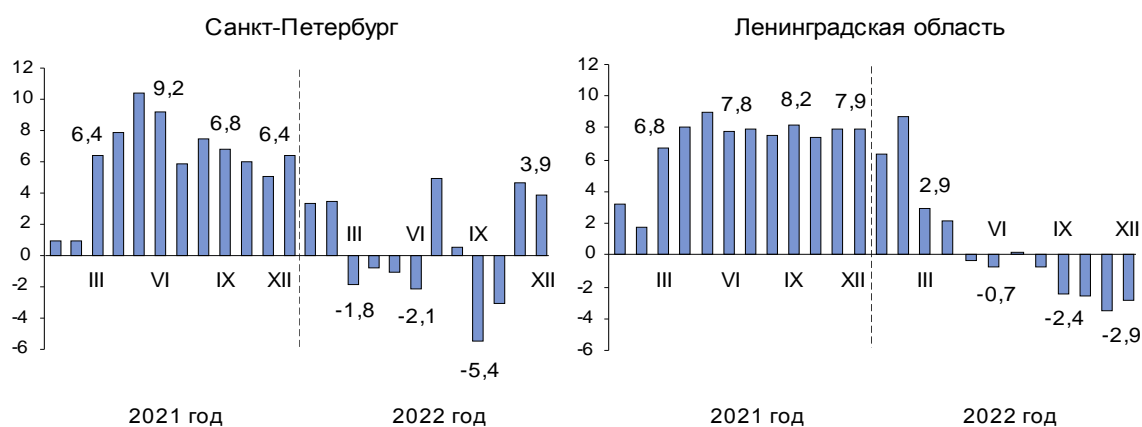 Санкт-Петербург
12
10
8
6
4
2
0
-2
-4
-6
6,4
9,2
6,8
6,4
3,9
III
VI
IX
III
VI
IX
XII
XII
-1,8
-2,1
-5,4
2021 год
2022 год
Ленинградская область
12
10
8
6
4
2
0
-2
-4
-6
6,8
7,8
8,2
7,9
2,9
VI
IX
XII
III
VI
IX
XII
III
-0,7
-2,4
-2,9
2021 год
2022 год